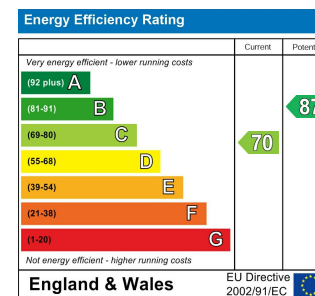 Energy Efficiency Rating
Current Potent
Very energy efficient - lower running costs
(92 plus) A
(81-91) B
87
(69-80) C
70
(55-68) D
(39-54) E
(21-38) F
(1-20) G
Not energy efficient - higher running costs
England & Wales
EU Directive
2002/91/EC